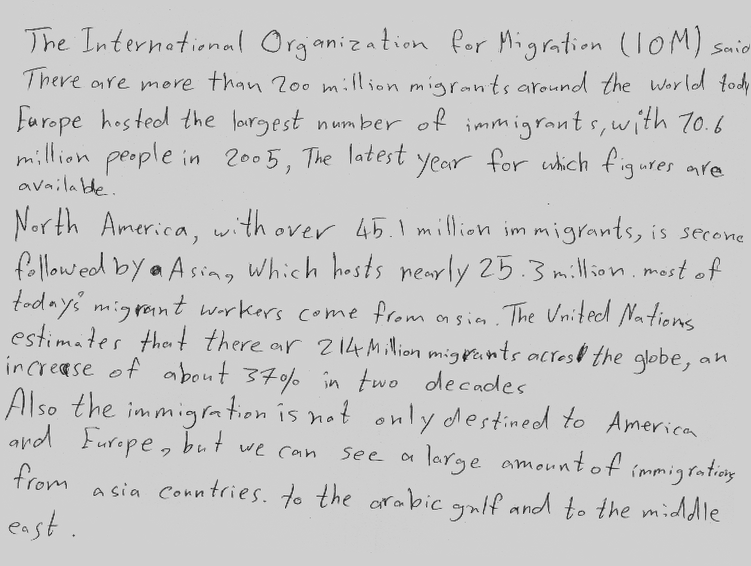 The International Organization for Migration (IOM) said
There are more than 200 million migrants around the world tody
Europe hosted the largest number of immigrants, with 70.6
million people in 2005, The latest year for which figures are
available.
North America, with over 45.1 million immigrants, is second
followed by Asia, which hosts nearly 25.3 million. most of
today's migrant workers come from asia. The United Nations
estimates that there ar 214 Million migrants across the globe, an
increase of about 37% in two decades
Also the immigration is not only destined to America
and Europe, but we can see a large amount of immigrations
from asia countries. to the arabic gulf and to the middle
east.